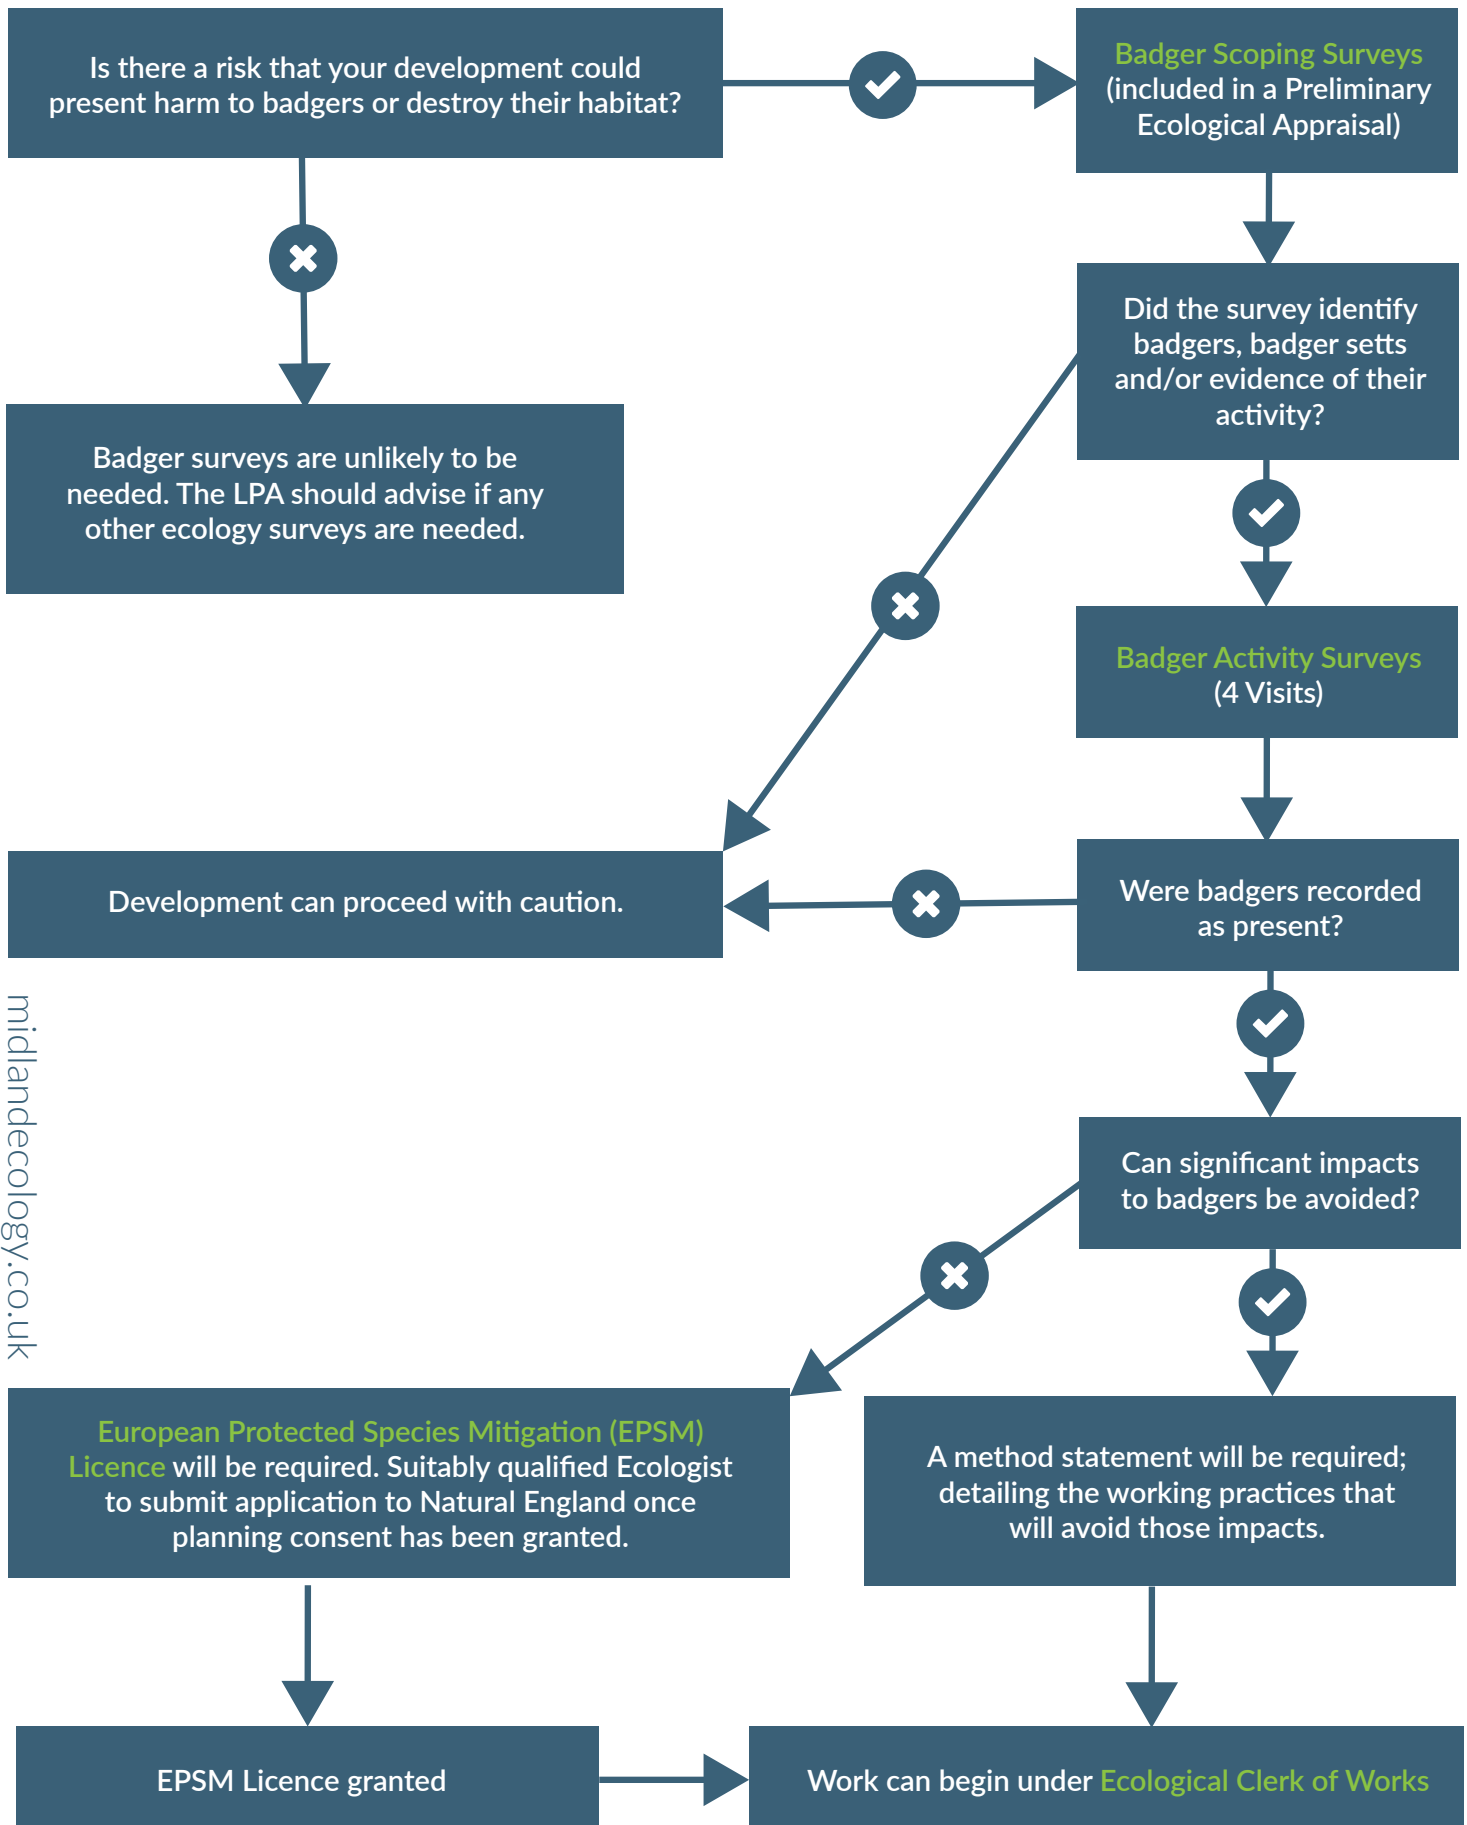 Is there a risk that your development could
present harm to badgers or destroy their habitat?
Badger Scoping Surveys
(included in a Preliminary
Ecological Appraisal)
Did the survey identify
badgers, badger setts
and/or evidence of their
activity?
Badger surveys are unlikely to be
needed. The LPA should advise if any
other ecology surveys are needed.
Badger Activity Surveys
(4 Visits)
Development can proceed with caution.
Were badgers recorded
as present?
midlandecology.co.uk
Can significant impacts
to badgers be avoided?
European Protected Species Mitigation (EPSM)
Licence will be required. Suitably qualified Ecologist
to submit application to Natural England once
planning consent has been granted.
A method statement will be required;
detailing the working practices that
will avoid those impacts.
EPSM Licence granted
Work can begin under Ecological Clerk of Works